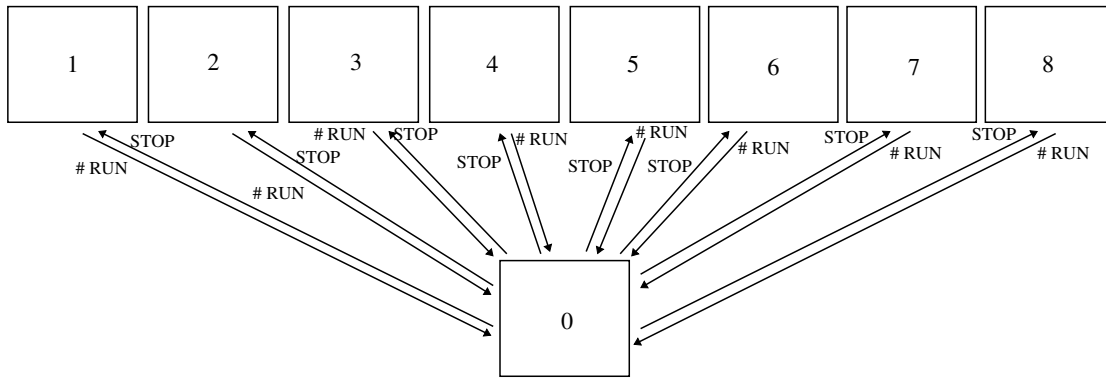 1 2 3 4 5 6 7 8
STOP # RUN STOP # RUN # RUN STOP STOP STOP
STOP STOP STOP # RUN # RUN # RUN
# RUN # RUN
0